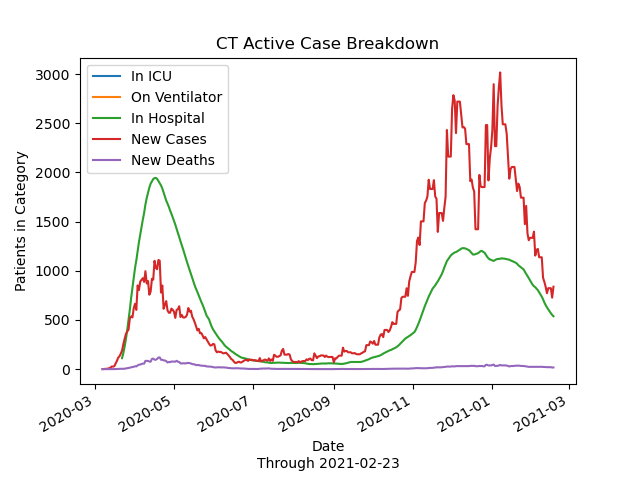 CT Active Case Breakdown
In ICU
On Ventilator
In Hospital
New Cases
New Deaths
Patients in Category
3000
2500
2000
1500
1000
500
0
2020-03
2020-05
2020-07
2020-09
2020-11
2021-01
2021-03
Date
Through 2021-02-23